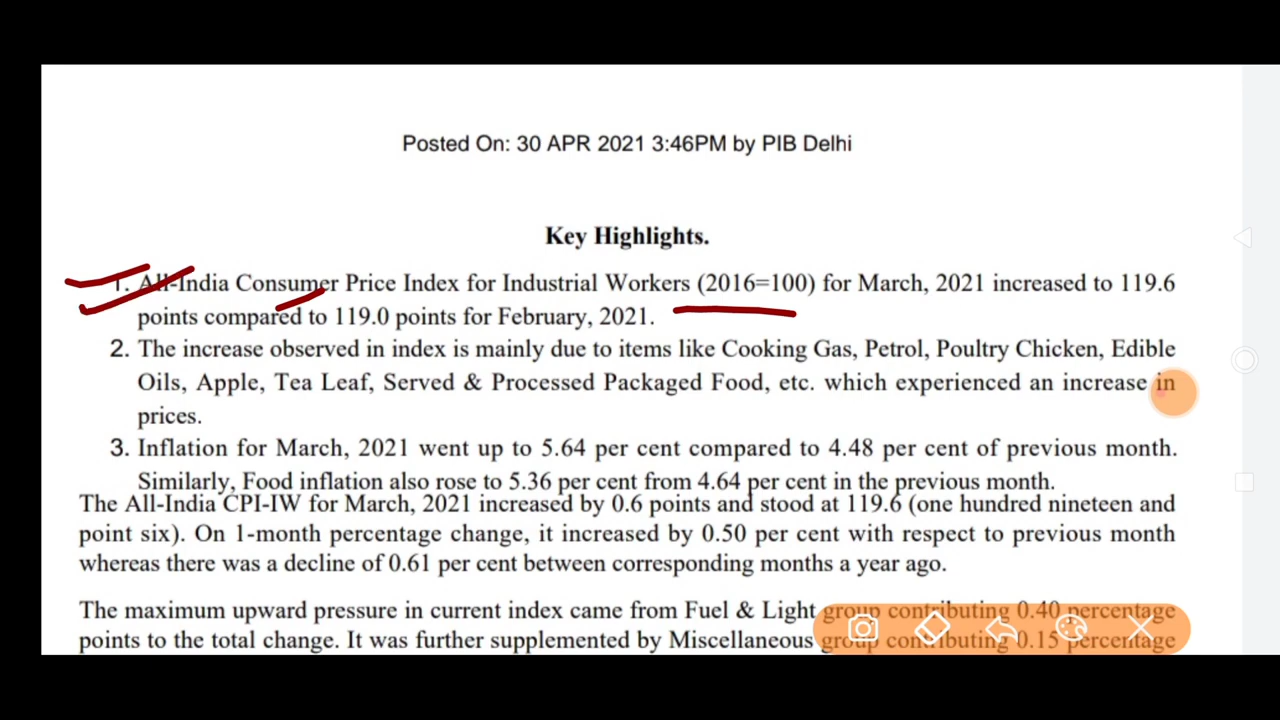 Posted On: 30 APR 2021 3:46PM by PIB Delhi
Key Highlights.
1. All-India Consumer Price Index for Industrial Workers (2016=100) for March, 2021 increased to 119.6
points compared to 119.0 points for February, 2021.
2. The increase observed in index is mainly due to items like Cooking Gas, Petrol, Poultry Chicken, Edible
Oils, Apple, Tea Leaf, Served & Processed Packaged Food, etc. which experienced an increase in
prices.
3. Inflation for March, 2021 went up to 5.64 per cent compared to 4.48 per cent of previous month.
Similarly, Food inflation also rose to 5.36 per cent from 4.64 per cent in the previous month.
The All-India CPI-IW for March, 2021 increased by 0.6 points and stood at 119.6 (one hundred nineteen and
point six). On 1-month percentage change, it increased by 0.50 per cent with respect to previous month
whereas there was a decline of 0.61 per cent between corresponding months a year ago.
The maximum upward pressure in current index came from Fuel & Light group contributing 0.40 percentage
points to the total change. It was further supplemented by Miscellaneous group contributing 0.15 percentage